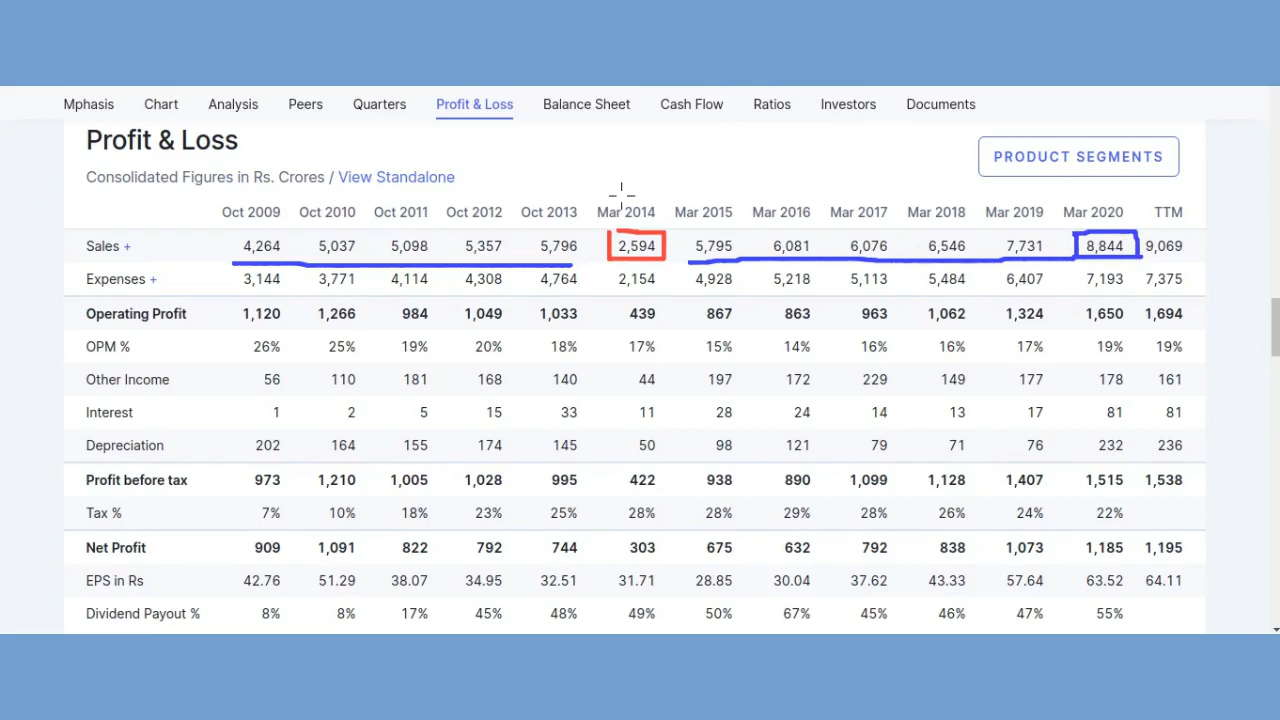 Mphasis Chart Analysis Peers Quarters Profit & Loss Balance Sheet Cash Flow Ratios Investors Documents
Profit & Loss
PRODUCT SEGMENTS
Consolidated Figures in Rs. Crores / View Standalone
Oct 2009 Oct 2010 Oct 2011 Oct 2012 Oct 2013 Mar 2014 Mar 2015 Mar 2016 Mar 2017 Mar 2018 Mar 2019 Mar 2020 TTM
Sales + 4,264 5,037 5,098 5,357 5,796 2,594 5,795 6,081 6,076 6,546 7,731 8,844 9,069
Expenses + 3,144 3,771 4,114 4,308 4,764 2,154 4,928 5,218 5,113 5,484 6,407 7,193 7,375
Operating Profit 1,120 1,266 984 1,049 1,033 439 867 863 963 1,062 1,324 1,650 1,694
OPM % 26% 25% 19% 20% 18% 17% 15% 14% 16% 16% 17% 19% 19%
Other Income 56 110 181 168 140 44 197 172 229 149 177 178 161
Interest 1 2 5 15 33 11 28 24 14 13 17 81 81
Depreciation 202 164 155 174 145 50 98 121 79 71 76 232 236
Profit before tax 973 1,210 1,005 1,028 995 422 938 890 1,099 1,128 1,407 1,515 1,538
Tax % 7% 10% 18% 23% 25% 28% 28% 29% 28% 26% 24% 22%
Net Profit 909 1,091 822 792 744 303 675 632 792 838 1,073 1,185 1,195
EPS in Rs 42.76 51.29 38.07 34.95 32.51 31.71 28.85 30.04 37.62 43.33 57.64 63.52 64.11
Dividend Payout % 8% 8% 17% 45% 48% 49% 50% 67% 45% 46% 47% 55%